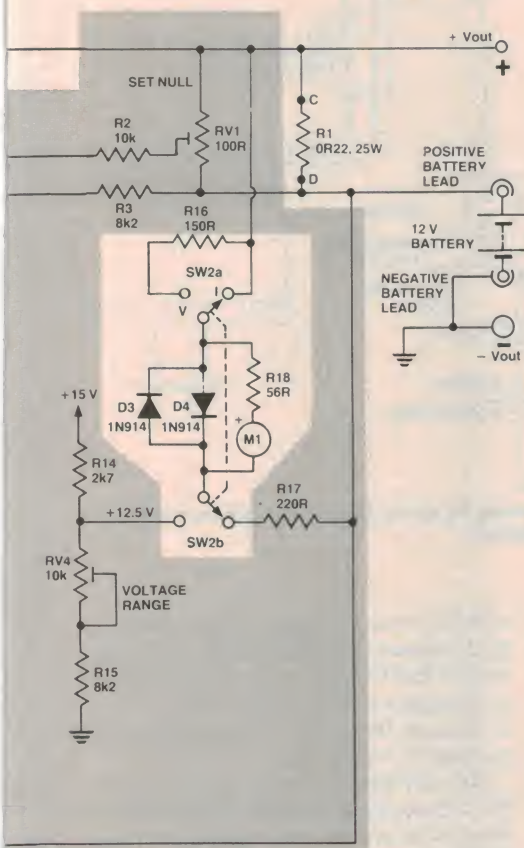 + Vout
+
SET NULL
C
R2
10k
RV1
100R
R1
0R22, 25W
POSITIVE
BATTERY
LEAD
D
R3
8k2
R16
150R
12 V
BATTERY
SW2a
V
I
NEGATIVE
BATTERY
LEAD
R18
56R
− Vout
+15 V
D3
1N914
D4
1N914
+
M1
R14
2k7
R17
220R
+12.5 V
SW2b
RV4
10k
VOLTAGE
RANGE
R15
8k2